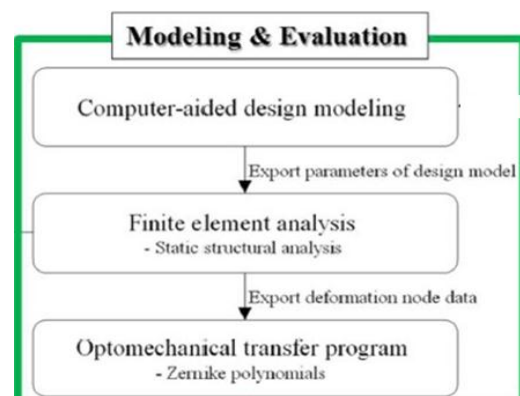 Modeling & Evaluation
Computer-aided design modeling
Export parameters of design model
Finite element analysis
- Static structural analysis
Export deformation node data
Optomechanical transfer program
- Zernike polynomials